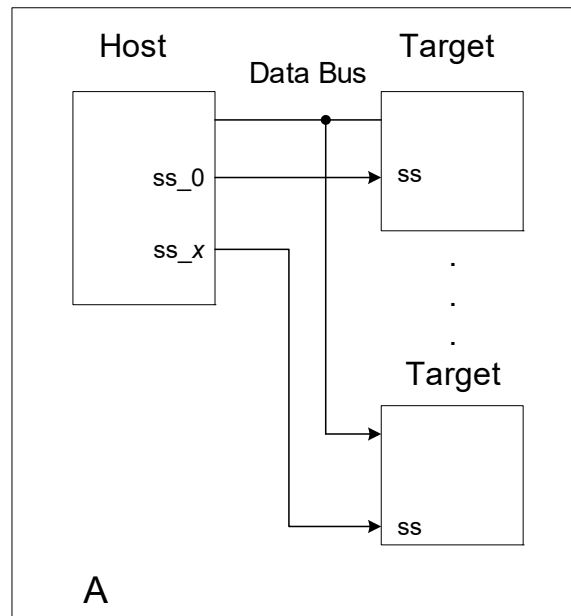 Host
Target
Data Bus
ss_0
ss
ss_x
.
.
.
Target
ss
A